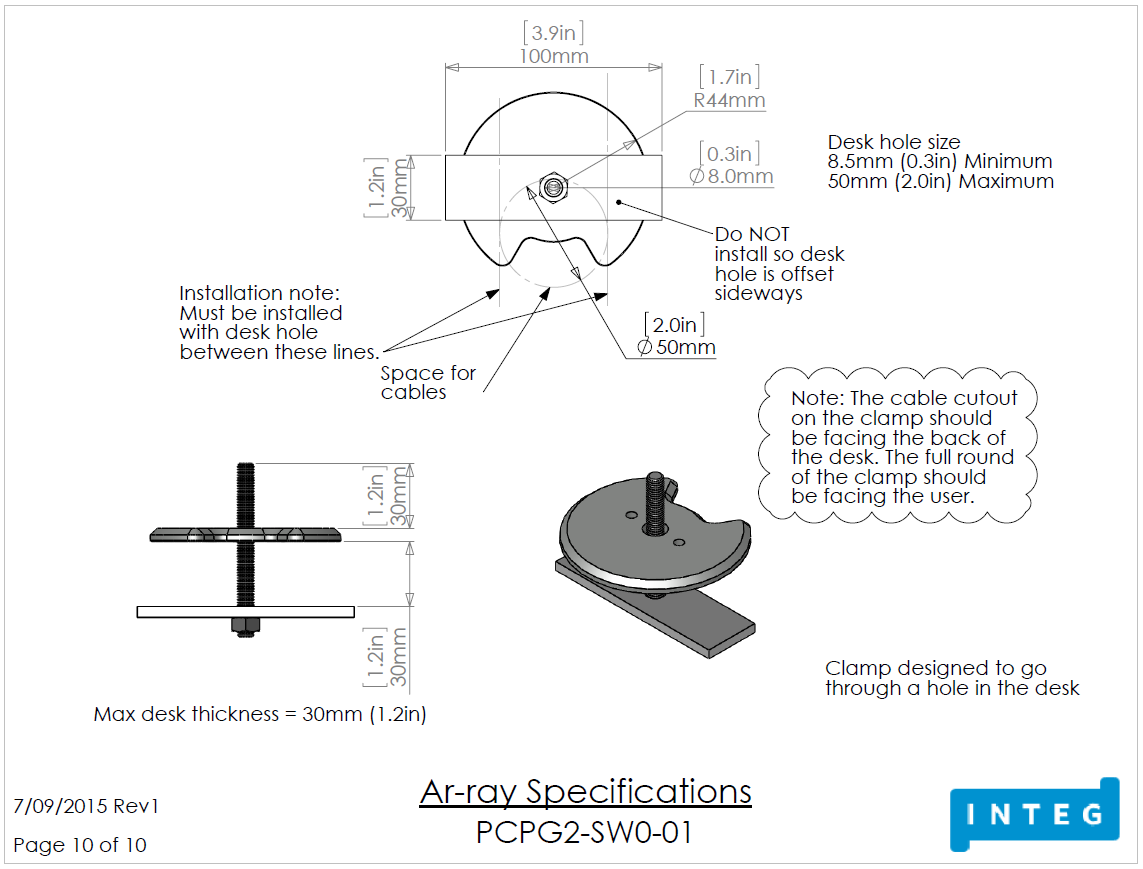 [3.9in]
100mm
[1.7in]
R44mm
[0.3in]
∅8.0mm
[1.2in]
30mm
Desk hole size
8.5mm (0.3in) Minimum
50mm (2.0in) Maximum
Do NOT
install so desk
hole is offset
sideways
Installation note:
Must be installed
with desk hole
between these lines.
[2.0in]
∅50mm
Space for
cables
Note: The cable cutout
on the clamp should
be facing the back of
the desk. The full round
of the clamp should
be facing the user.
[1.2in]
30mm
[1.2in]
30mm
Max desk thickness = 30mm (1.2in)
Clamp designed to go
through a hole in the desk
Ar-ray Specifications
PCPG2-SW0-01
7/09/2015 Rev1
Page 10 of 10
INTEG